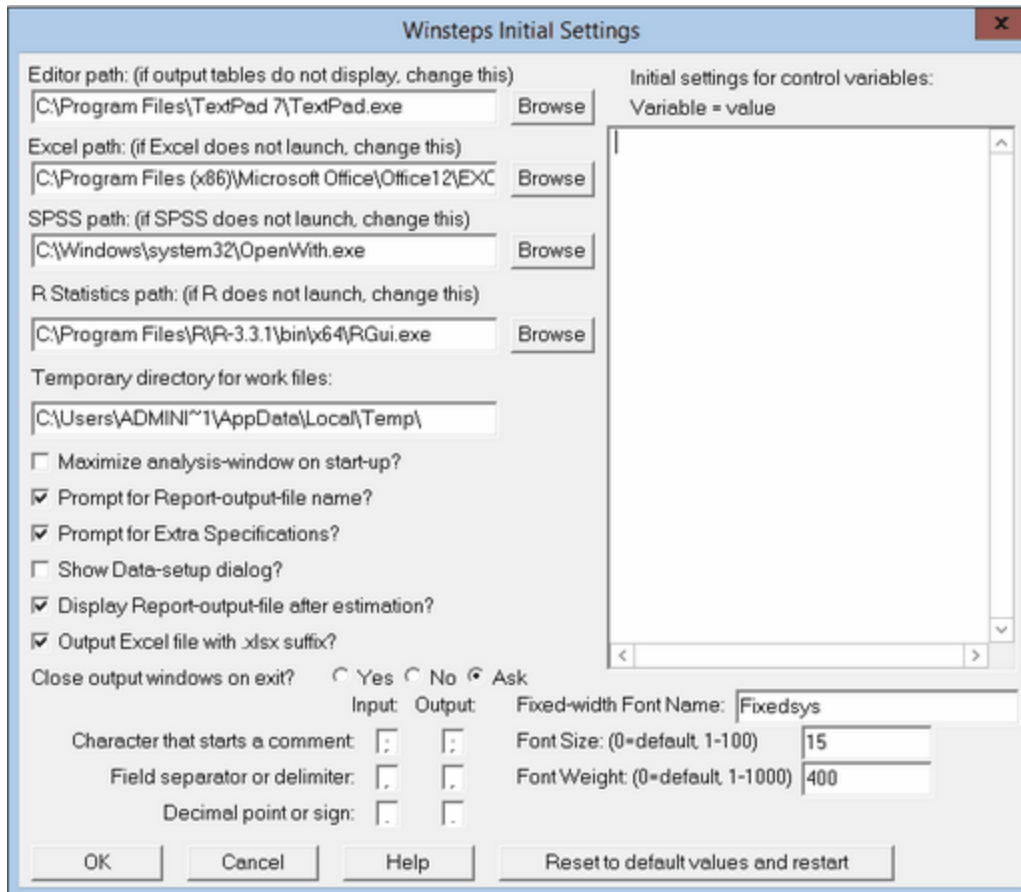 Winsteps Initial Settings
x
Editor path: (if output tables do not display, change this)
C:\Program Files\TextPad 7\TextPad.exe
Browse
Excel path: (if Excel does not launch, change this)
C:\Program Files (x86)\Microsoft Office\Office12\EXC
Browse
SPSS path: (if SPSS does not launch, change this)
C:\Windows\system32\OpenWith.exe
Browse
R Statistics path: (if R does not launch, change this)
C:\Program Files\R\R-3.3.1\bin\x64\RGui.exe
Browse
Temporary directory for work files:
C:\Users\ADMINI~1\AppData\Local\Temp\
Maximize analysis-window on start-up?
Prompt for Report-output-file name?
Prompt for Extra Specifications?
Show Data-setup dialog?
Display Report-output-file after estimation?
Output Excel file with .xlsx suffix?
Initial settings for control variables:
Variable = value
Close output windows on exit? Yes No Ask
Input: Output:
Character that starts a comment: ; ;
Field separator or delimiter: , ,
Decimal point or sign: . .
Fixed-width Font Name: Fixedsys
Font Size: (0=default, 1-100) 15
Font Weight: (0=default, 1-1000) 400
OK Cancel Help Reset to default values and restart